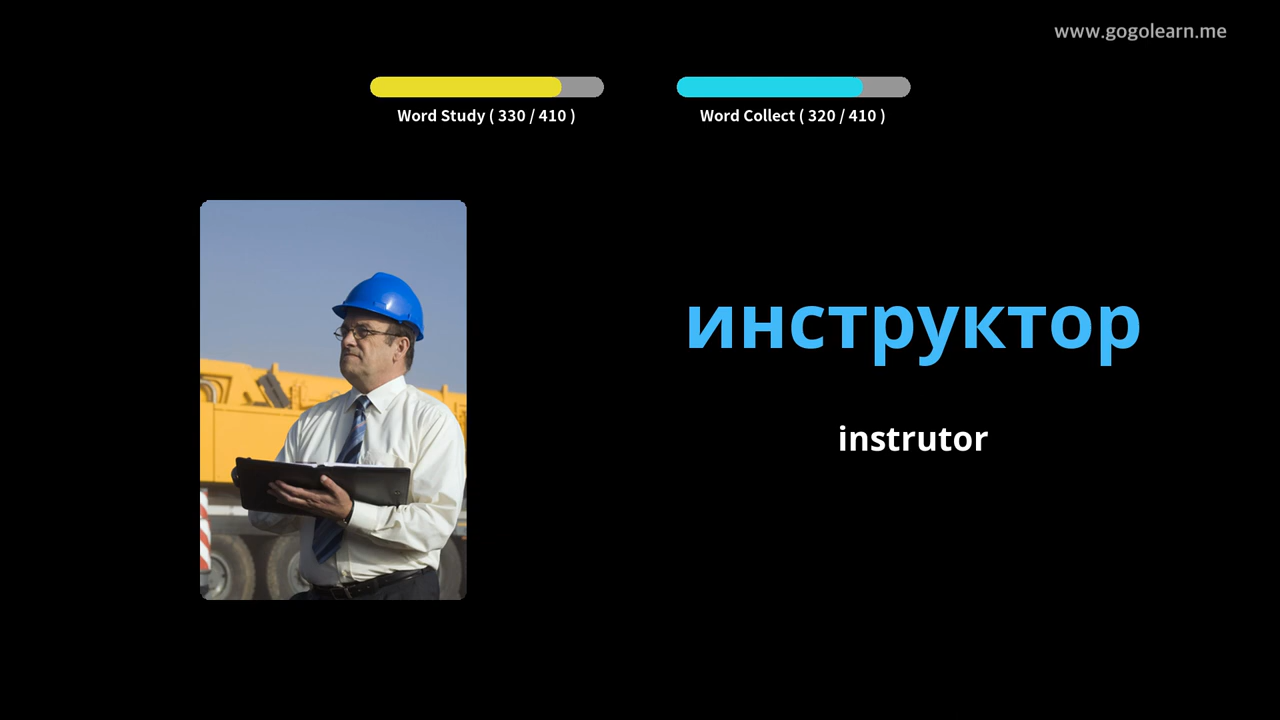 www.gogolearn.me
Word Study ( 330 / 410 )
Word Collect ( 320 / 410 )
инструктор
instrutor